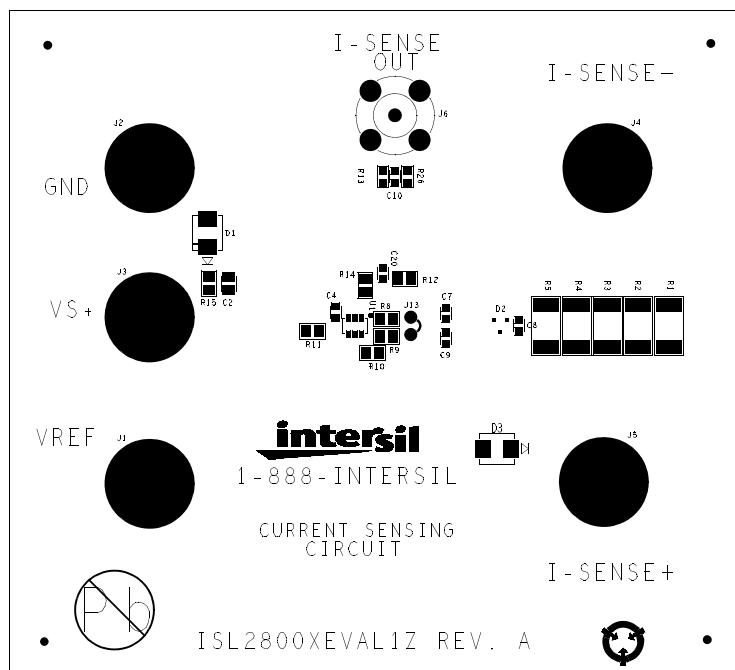 I-SENSE
OUT
I-SENSE-
J2
J6
J4
GND
R13
C10
R26
D1
J3
R15
C2
VS+
R14
C20
R12
C4
U1
R8
J13
C7
R11
R9
R10
C9
D2
C8
R5
R4
R3
R2
R1
VREF
J1
intersil
D3
J5
1-888-INTERSIL
CURRENT SENSING
CIRCUIT
I-SENSE+
Pb
ISL2800XEVAL1Z REV. A